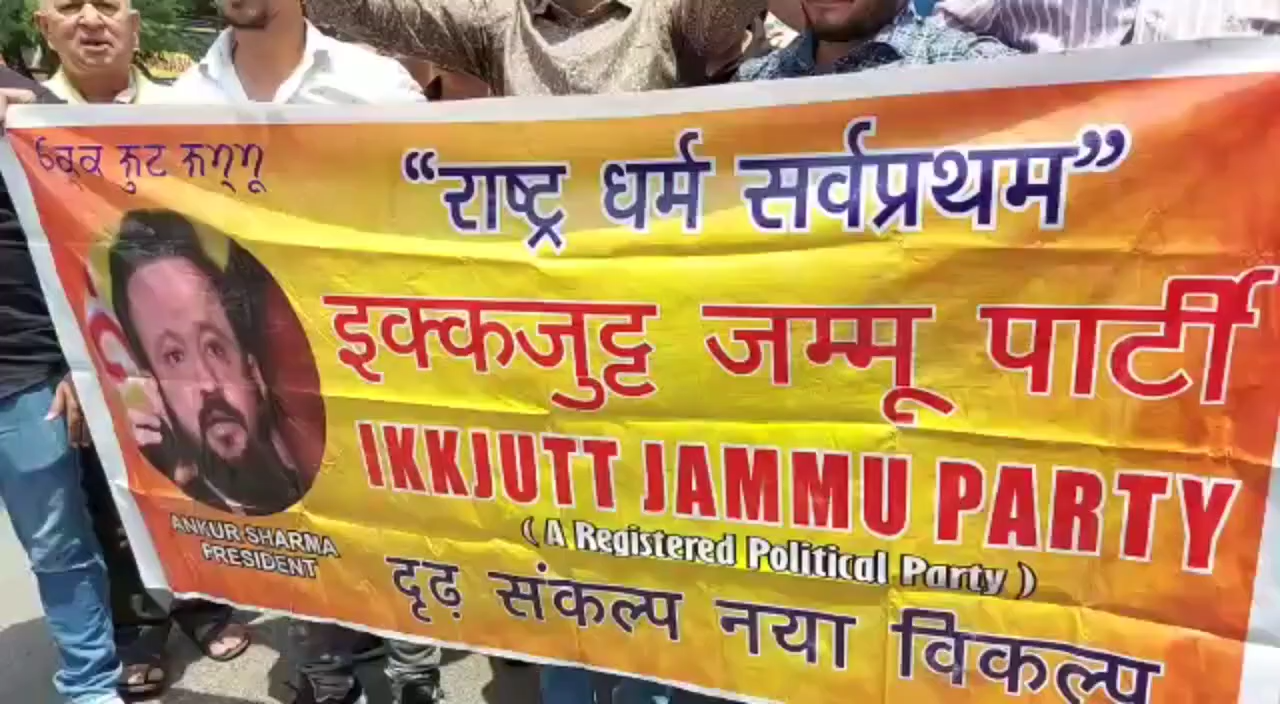 “राष्ट्र धर्म सर्वप्रथम”
इक्कजुट्ट जम्मू पार्टी
IKKJUTT JAMMU PARTY
( A Registered Political Party )
ANKUR SHARMA
PRESIDENT
दृढ़ संकल्प नया विकल्प